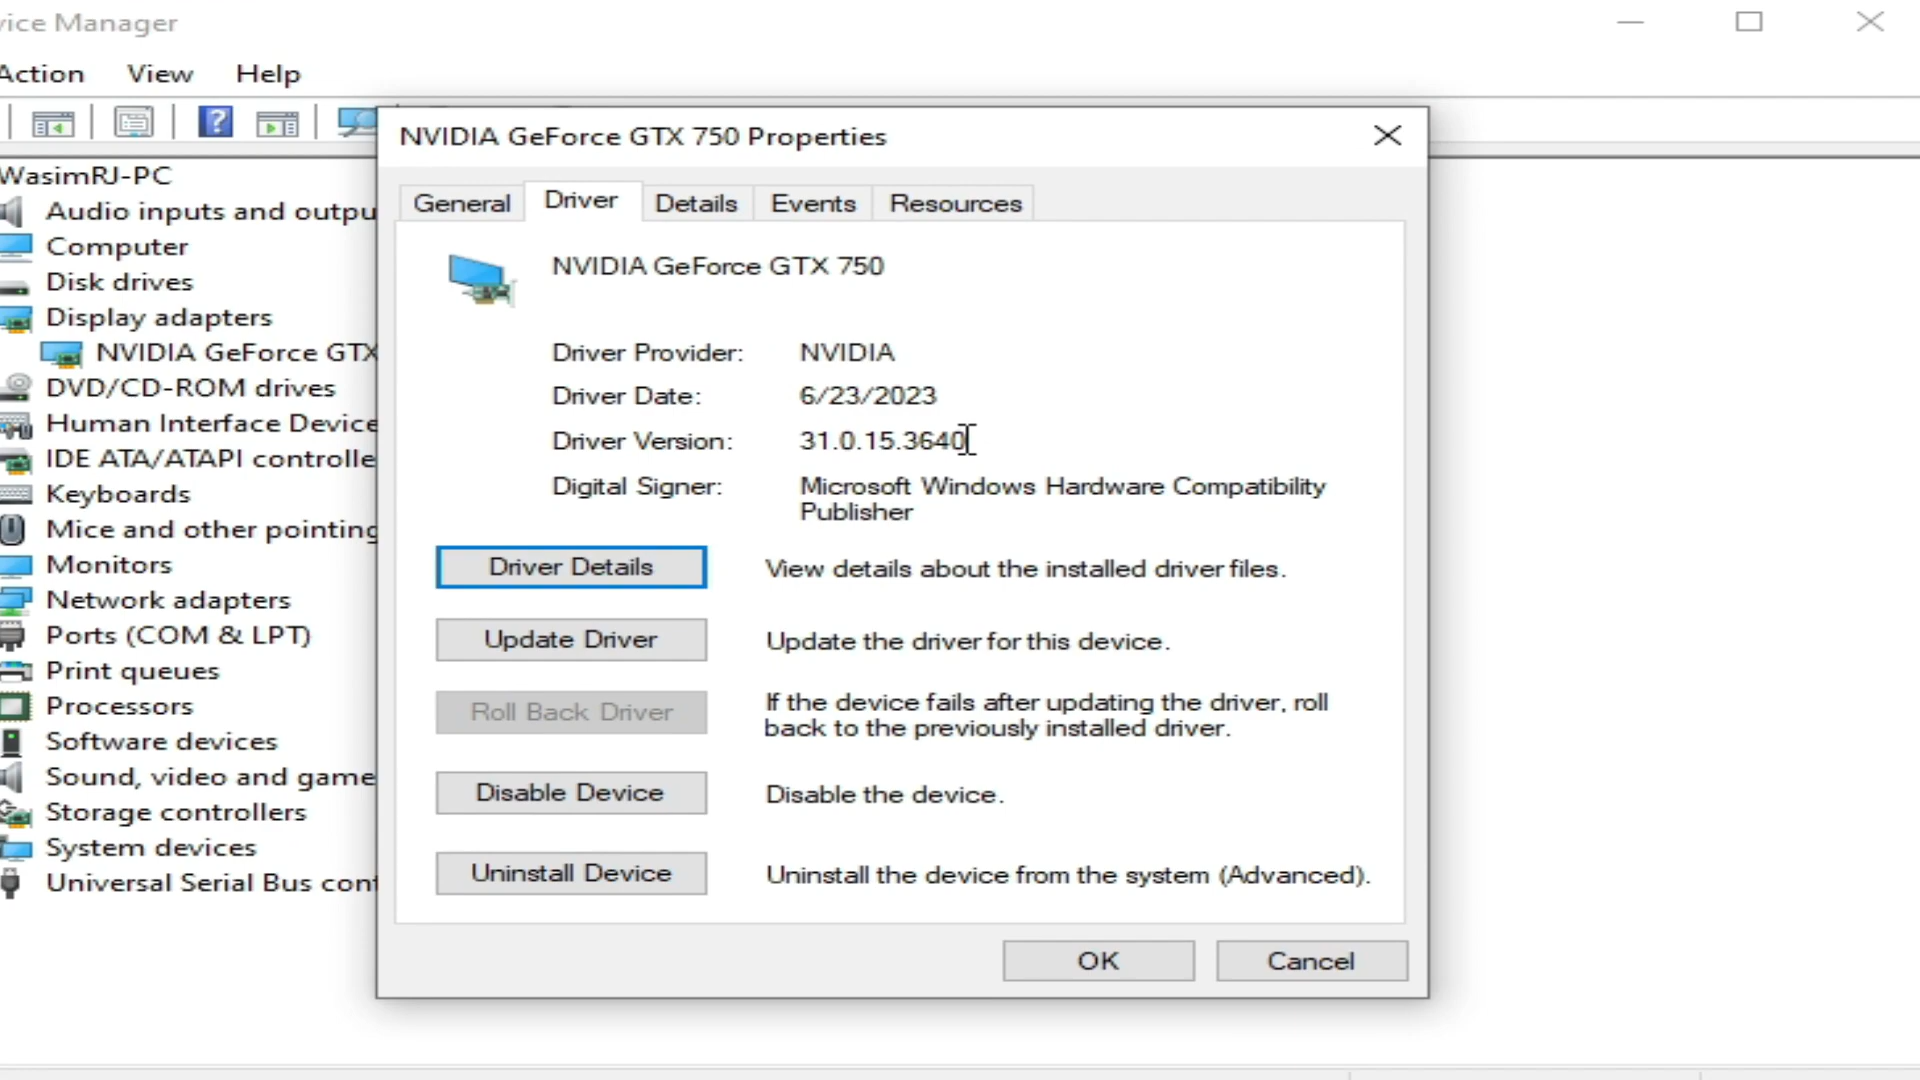 vice Manager
Action View Help
WasimRJ-PC
Audio inputs and outpu
Computer
Disk drives
Display adapters
NVIDIA GeForce GTX
DVD/CD-ROM drives
Human Interface Device
IDE ATA/ATAPI controlle
Keyboards
Mice and other pointing
Monitors
Network adapters
Ports (COM & LPT)
Print queues
Processors
Software devices
Sound, video and game
Storage controllers
System devices
Universal Serial Bus cont
NVIDIA GeForce GTX 750 Properties
General Driver Details Events Resources
NVIDIA GeForce GTX 750
Driver Provider: NVIDIA
Driver Date: 6/23/2023
Driver Version: 31.0.15.3640
Digital Signer: Microsoft Windows Hardware Compatibility
Publisher
Driver Details View details about the installed driver files.
Update Driver Update the driver for this device.
Roll Back Driver If the device fails after updating the driver, roll
back to the previously installed driver.
Disable Device Disable the device.
Uninstall Device Uninstall the device from the system (Advanced).
OK Cancel